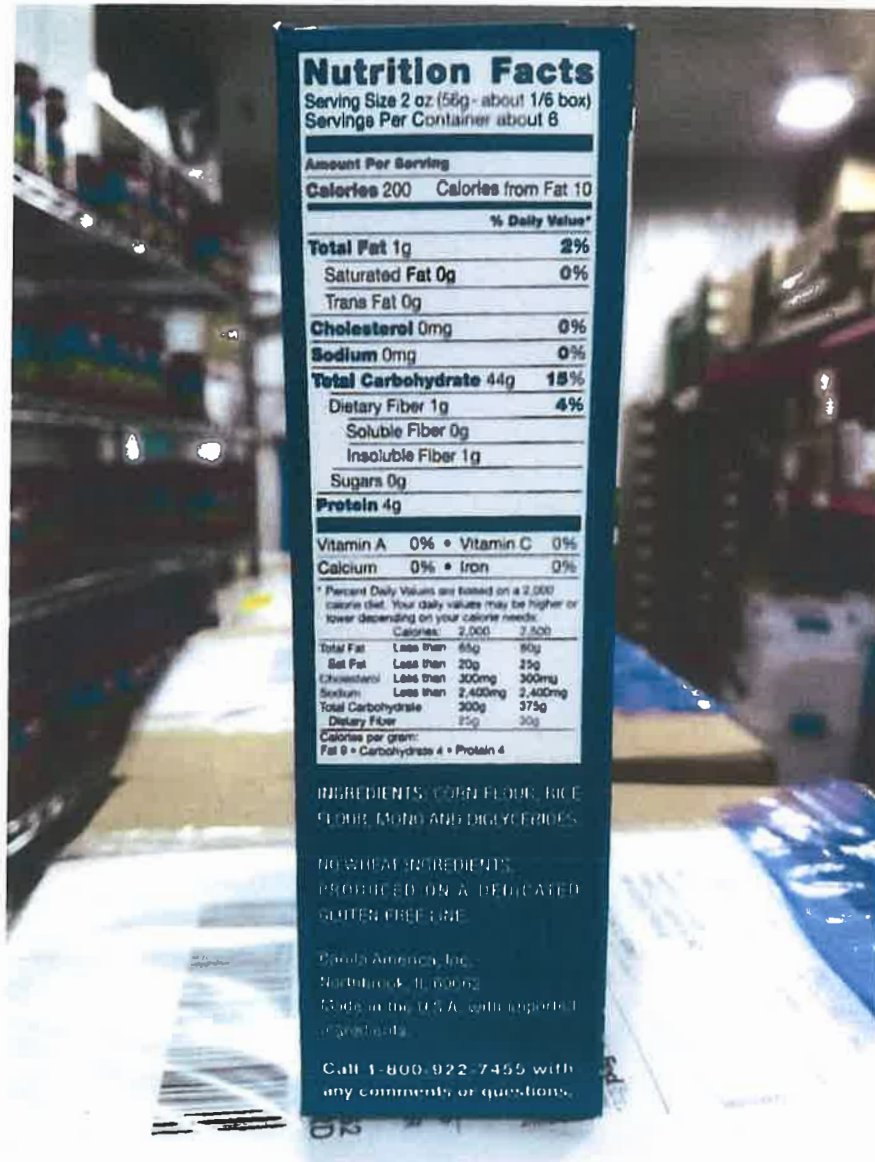 Nutrition Facts
Serving Size 2 oz (56g - about 1/6 box)
Servings Per Container about 6
Amount Per Serving
Calories 200 Calories from Fat 10
% Daily Value*
Total Fat 1g 2%
Saturated Fat 0g 0%
Trans Fat 0g
Cholesterol 0mg 0%
Sodium 0mg 0%
Total Carbohydrate 44g 15%
Dietary Fiber 1g 4%
Soluble Fiber 0g
Insoluble Fiber 1g
Sugars 0g
Protein 4g
Vitamin A 0% • Vitamin C 0%
Calcium 0% • Iron 0%
* Percent Daily Values are based on a 2,000
calorie diet. Your daily values may be higher or
lower depending on your calorie needs:
Calories: 2,000 2,500
Total Fat Less than 65g 80g
Sat Fat Less than 20g 25g
Cholesterol Less than 300mg 300mg
Sodium Less than 2,400mg 2,400mg
Total Carbohydrate 300g 375g
Dietary Fiber 25g 30g
Calories per gram:
Fat 9 • Carbohydrate 4 • Protein 4
INGREDIENTS: CORN FLOUR, RICE
FLOUR, MONO AND DIGLYCERIDES.
NO WHEAT INGREDIENTS.
PRODUCED ON A DEDICATED
GLUTEN FREE LINE.
Barilla America, Inc.
Northbrook, IL 60062
Made in the U.S.A. with imported
ingredients.
Call 1-800-922-7455 with
any comments or questions.